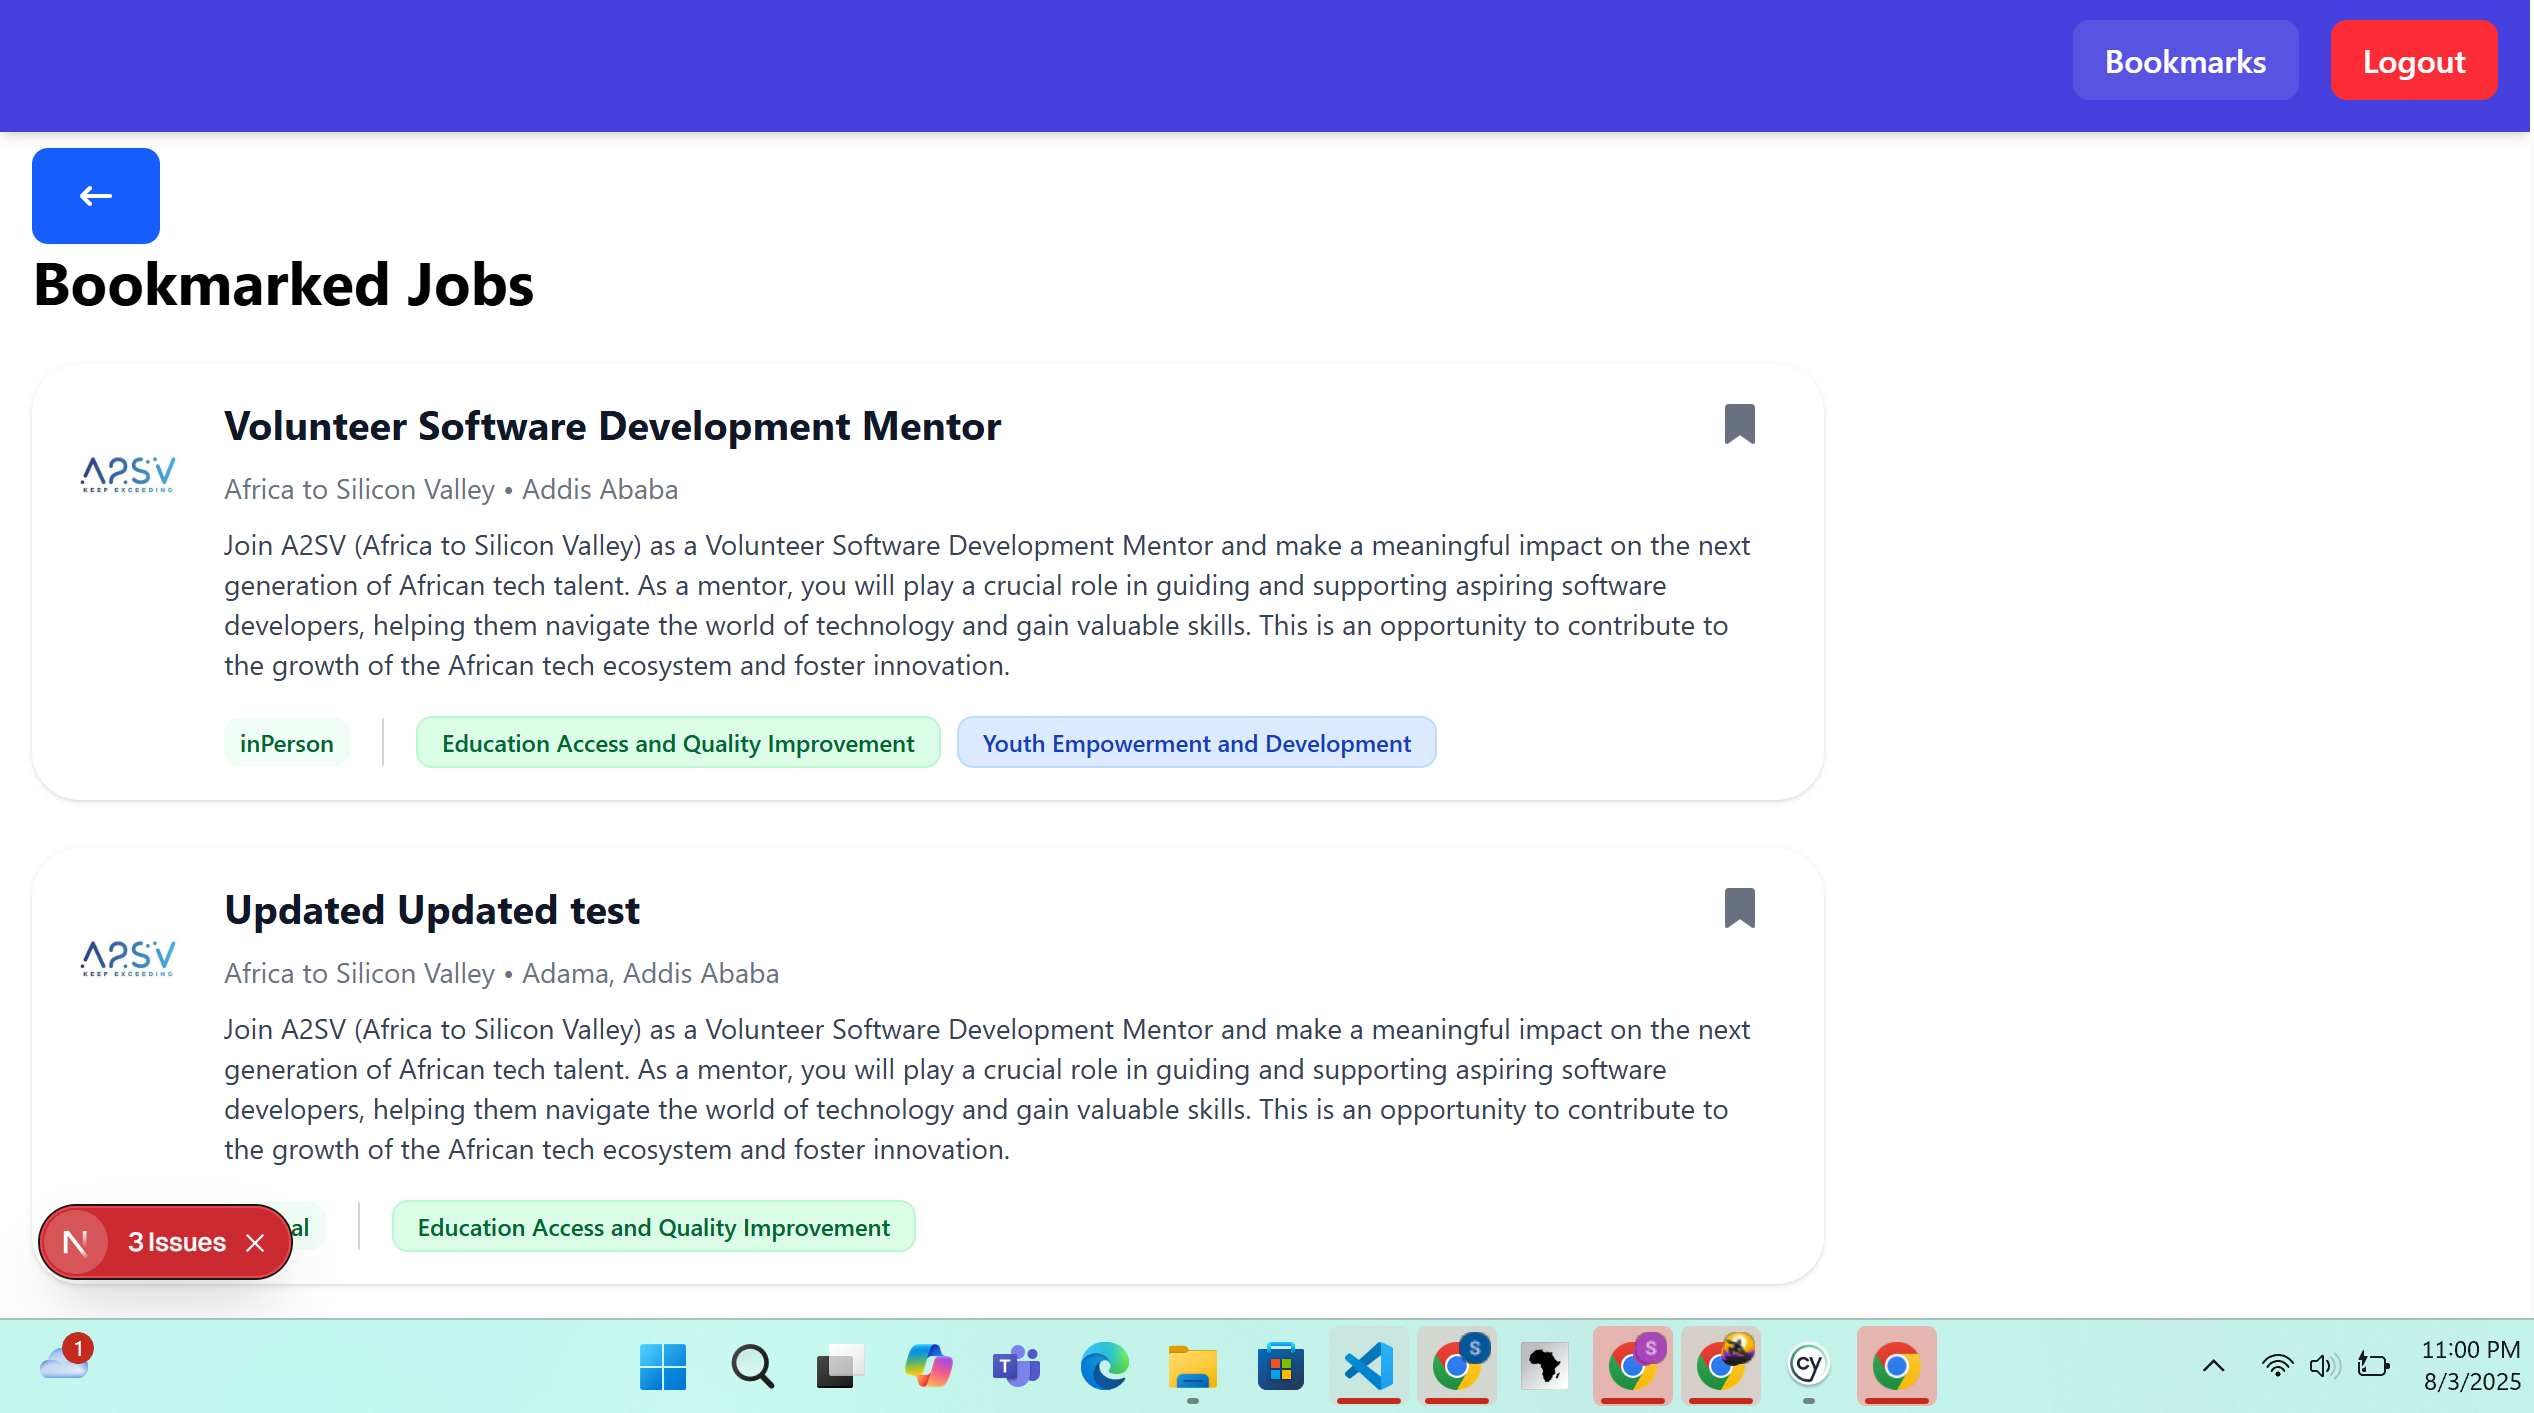 Bookmarks
Logout
Bookmarked Jobs
Volunteer Software Development Mentor
A2SV
KEEP EXCEEDING
Africa to Silicon Valley • Addis Ababa
Join A2SV (Africa to Silicon Valley) as a Volunteer Software Development Mentor and make a meaningful impact on the next
generation of African tech talent. As a mentor, you will play a crucial role in guiding and supporting aspiring software
developers, helping them navigate the world of technology and gain valuable skills. This is an opportunity to contribute to
the growth of the African tech ecosystem and foster innovation.
inPerson
Education Access and Quality Improvement
Youth Empowerment and Development
Updated Updated test
A2SV
KEEP EXCEEDING
Africa to Silicon Valley • Adama, Addis Ababa
Join A2SV (Africa to Silicon Valley) as a Volunteer Software Development Mentor and make a meaningful impact on the next
generation of African tech talent. As a mentor, you will play a crucial role in guiding and supporting aspiring software
developers, helping them navigate the world of technology and gain valuable skills. This is an opportunity to contribute to
the growth of the African tech ecosystem and foster innovation.
N
3 Issues
Education Access and Quality Improvement
1
T
S
S
cy
11:00 PM
8/3/2025